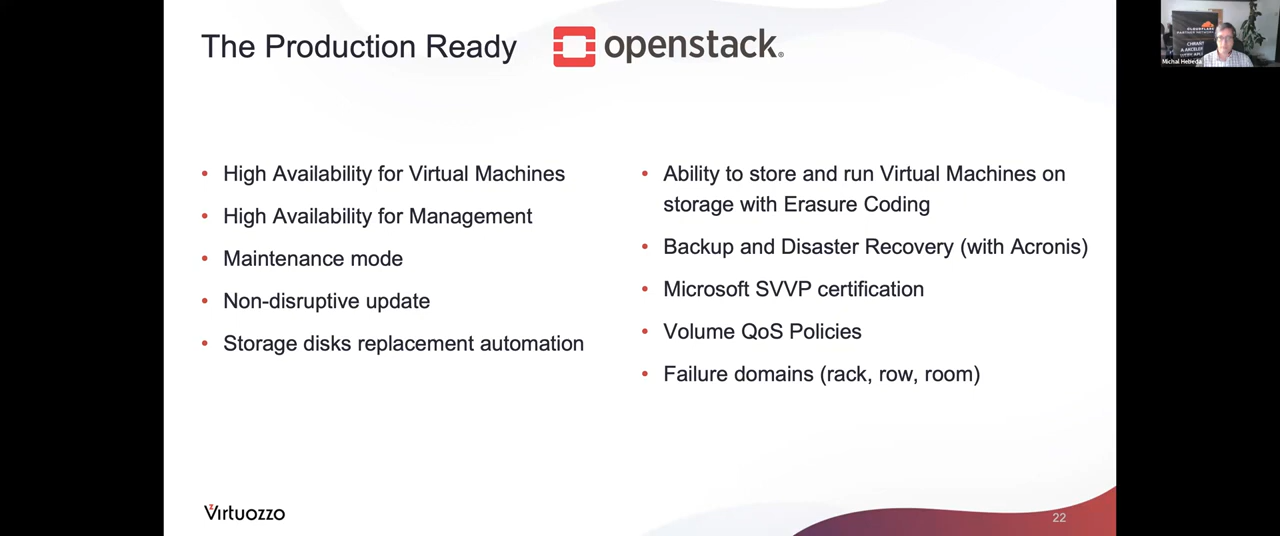 The Production Ready openstack®
• High Availability for Virtual Machines
• High Availability for Management
• Maintenance mode
• Non-disruptive update
• Storage disks replacement automation
• Ability to store and run Virtual Machines on
storage with Erasure Coding
• Backup and Disaster Recovery (with Acronis)
• Microsoft SVVP certification
• Volume QoS Policies
• Failure domains (rack, row, room)
Virtuozzo
22
Michal Hebeda